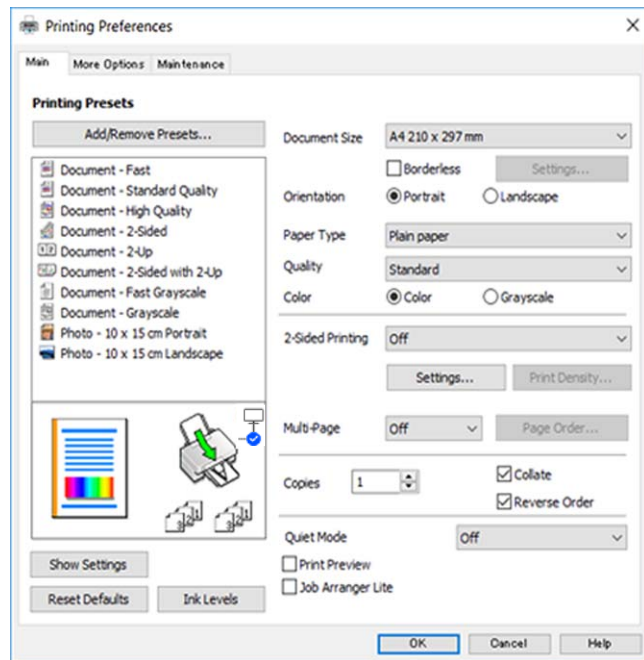 Printing Preferences
Main More Options Maintenance
Printing Presets
Add/Remove Presets...
Document - Fast
Document - Standard Quality
Document - High Quality
Document - 2-Sided
Document - 2-Up
Document - 2-Sided with 2-Up
Document - Fast Grayscale
Document - Grayscale
Photo - 10 x 15 cm Portrait
Photo - 10 x 15 cm Landscape
Show Settings
Reset Defaults Ink Levels
Document Size A4 210 x 297 mm
Borderless Settings...
Orientation Portrait Landscape
Paper Type Plain paper
Quality Standard
Color Color Grayscale
2-Sided Printing Off
Settings... Print Density...
Multi-Page Off Page Order...
Copies 1 Collate
Reverse Order
Quiet Mode Off
Print Preview
Job Arranger Lite
OK Cancel Help